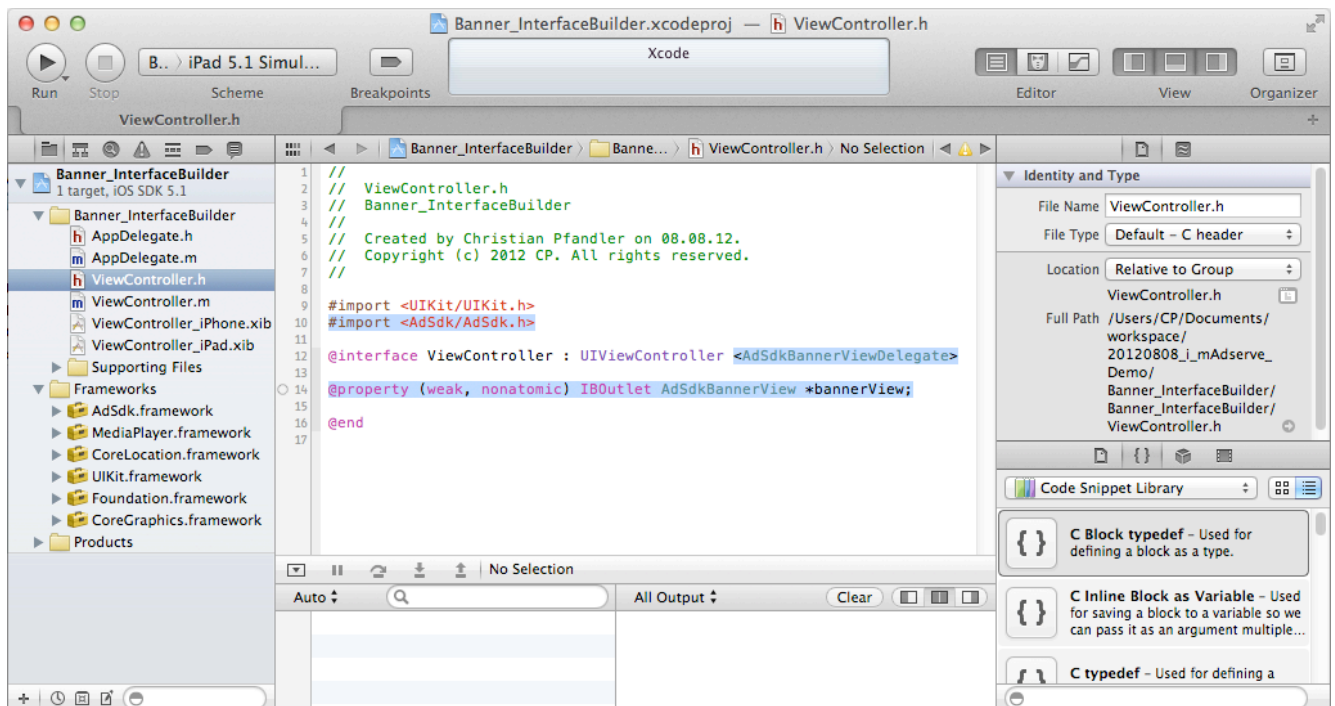 Banner_InterfaceBuilder.xcodeproj — h ViewController.h
B.. 〉 iPad 5.1 Simul...
Xcode
Run Stop Scheme Breakpoints Editor View Organizer
ViewController.h
Banner_InterfaceBuilder 〉 Banne... 〉 h ViewController.h 〉 No Selection
Banner_InterfaceBuilder
1 target, iOS SDK 5.1
Banner_InterfaceBuilder
h AppDelegate.h
m AppDelegate.m
h ViewController.h
m ViewController.m
ViewController_iPhone.xib
ViewController_iPad.xib
Supporting Files
Frameworks
AdSdk.framework
MediaPlayer.framework
CoreLocation.framework
UIKit.framework
Foundation.framework
CoreGraphics.framework
Products
1 //
2 //  ViewController.h
3 //  Banner_InterfaceBuilder
4 //
5 //  Created by Christian Pfandler on 08.08.12.
6 //  Copyright (c) 2012 CP. All rights reserved.
7 //
8
9 #import <UIKit/UIKit.h>
10 #import <AdSdk/AdSdk.h>
11
12 @interface ViewController : UIViewController <AdSdkBannerViewDelegate>
13
14 @property (weak, nonatomic) IBOutlet AdSdkBannerView *bannerView;
15
16 @end
17
No Selection
Auto
All Output
Clear
Identity and Type
File Name ViewController.h
File Type Default – C header
Location Relative to Group
ViewController.h
Full Path /Users/CP/Documents/
workspace/
20120808_i_mAdserve_
Demo/
Banner_InterfaceBuilder/
Banner_InterfaceBuilder/
ViewController.h
{}
Code Snippet Library
{ } C Block typedef – Used for
defining a block as a type.
{ } C Inline Block as Variable – Used
for saving a block to a variable so we
can pass it as an argument multiple...
C typedef – Used for defining a